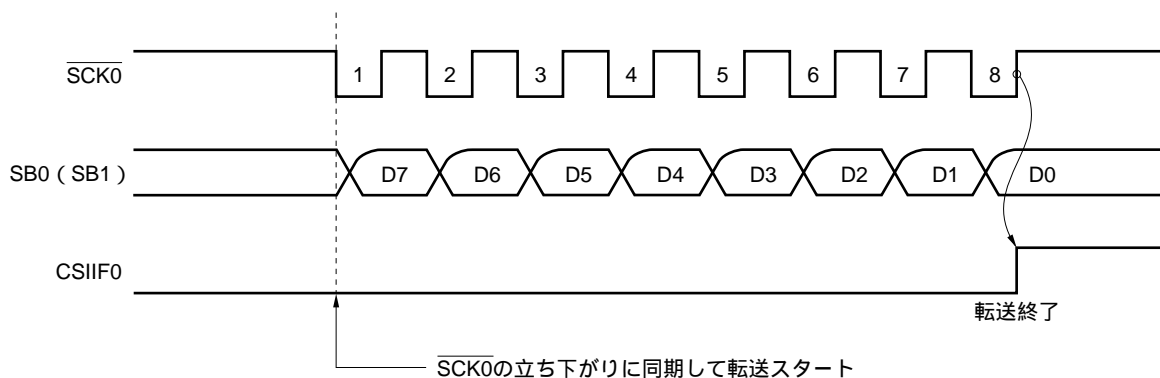 SCK0
1 2 3 4 5 6 7 8
SB0（SB1）
D7 D6 D5 D4 D3 D2 D1 D0
CSIIF0
転送終了
SCK0の立ち下がりに同期して転送スタート